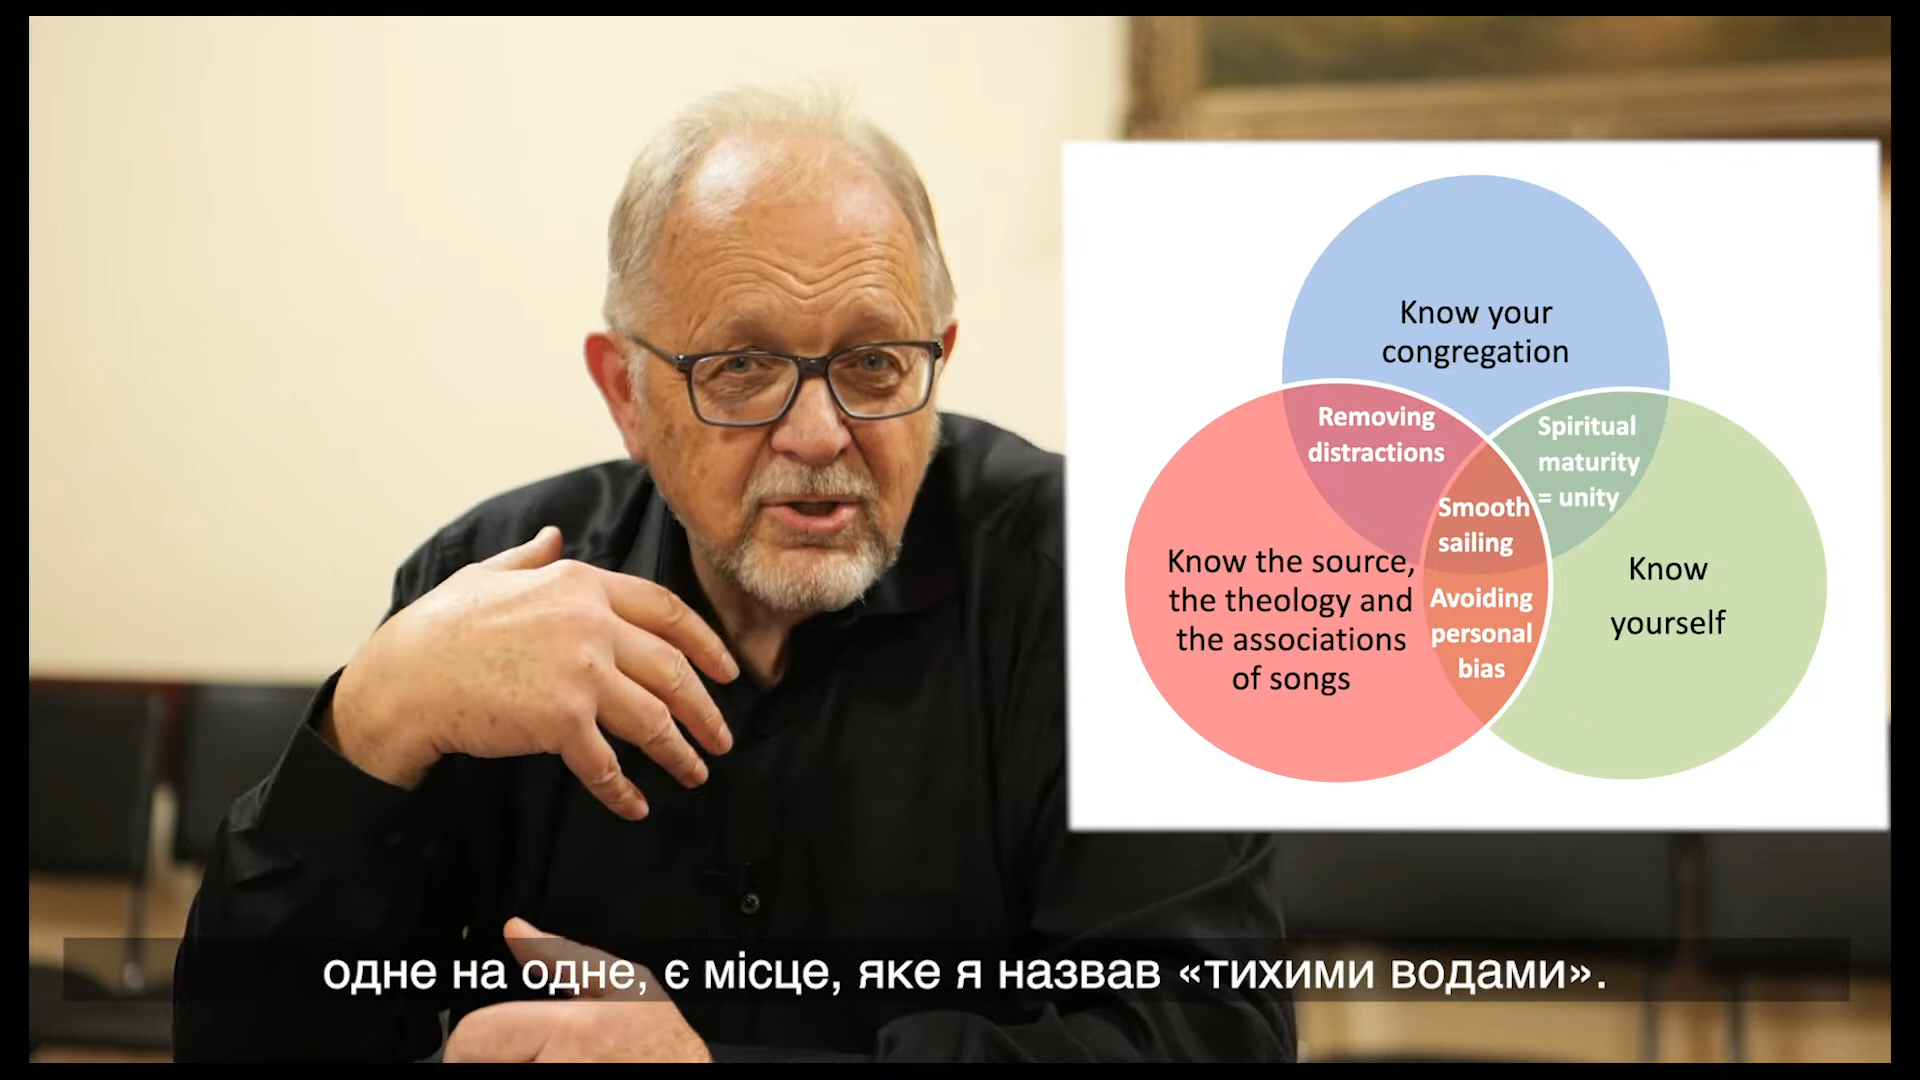 Know your
congregation
Removing
distractions
Spiritual
maturity
= unity
Smooth
sailing
Know the source,
the theology and
the associations
of songs
Avoiding
personal
bias
Know
yourself
одне на одне, є місце, яке я назвав «тихими водами».